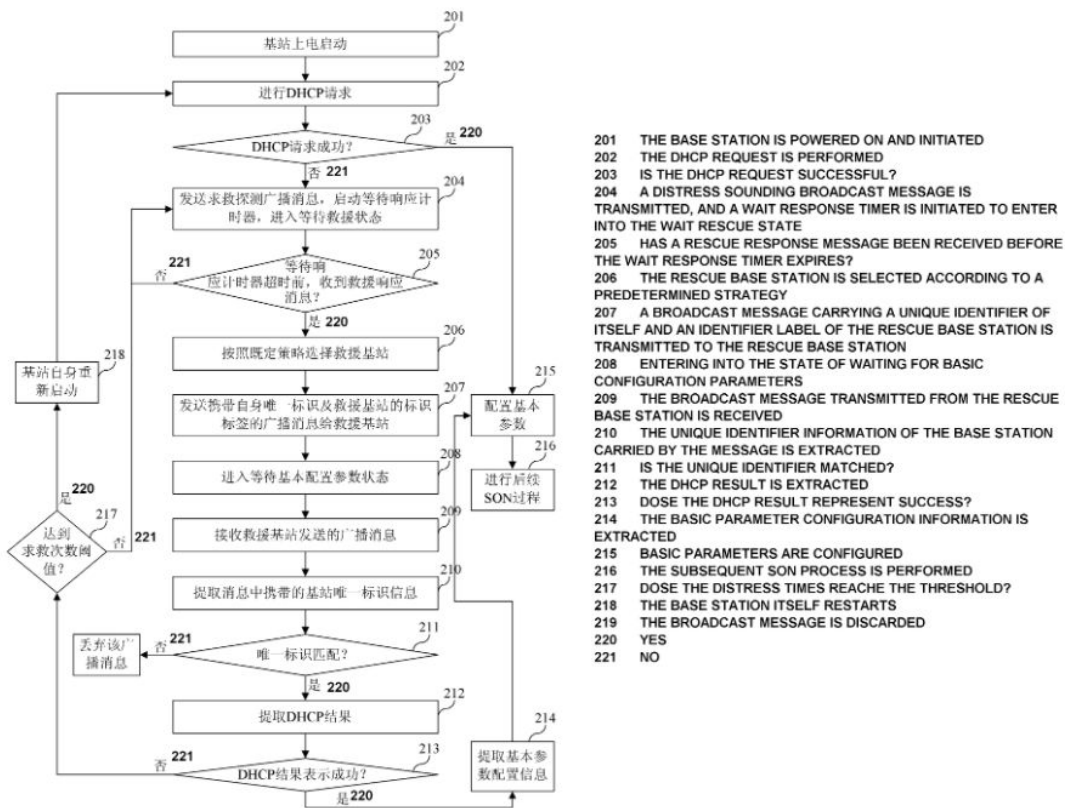 201
基站上电启动
202
进行DHCP请求
203
DHCP请求成功？
是 220
否 221
204
发送求救探测广播消息，启动等待响应计
时器，进入等待救援状态
205
等待响
应计时器超时前，收到救援响应
消息？
221
否
是 220
206
按照既定策略选择救援基站
207
发送携带自身唯一标识及救援基站的标识
标签的广播消息给救援基站
208
进入等待基本配置参数状态
209
接收救援基站发送的广播消息
210
提取消息中携带的基站唯一标识信息
211
唯一标识匹配？
221
否
丢弃该广
播消息
是 220
212
提取DHCP结果
213
DHCP结果表示成功？
221
否
是 220
214
提取基本参
数配置信息
215
配置基本
参数
216
进行后续
SON过程
217
达到
求救次数阈
值？
220
是
否 221
218
基站自身重
新启动
201 THE BASE STATION IS POWERED ON AND INITIATED
202 THE DHCP REQUEST IS PERFORMED
203 IS THE DHCP REQUEST SUCCESSFUL?
204 A DISTRESS SOUNDING BROADCAST MESSAGE IS
TRANSMITTED, AND A WAIT RESPONSE TIMER IS INITIATED TO ENTER
INTO THE WAIT RESCUE STATE
205 HAS A RESCUE RESPONSE MESSAGE BEEN RECEIVED BEFORE
THE WAIT RESPONSE TIMER EXPIRES?
206 THE RESCUE BASE STATION IS SELECTED ACCORDING TO A
PREDETERMINED STRATEGY
207 A BROADCAST MESSAGE CARRYING A UNIQUE IDENTIFIER OF
ITSELF AND AN IDENTIFIER LABEL OF THE RESCUE BASE STATION IS
TRANSMITTED TO THE RESCUE BASE STATION
208 ENTERING INTO THE STATE OF WAITING FOR BASIC
CONFIGURATION PARAMETERS
209 THE BROADCAST MESSAGE TRANSMITTED FROM THE RESCUE
BASE STATION IS RECEIVED
210 THE UNIQUE IDENTIFIER INFORMATION OF THE BASE STATION
CARRIED BY THE MESSAGE IS EXTRACTED
211 IS THE UNIQUE IDENTIFIER MATCHED?
212 THE DHCP RESULT IS EXTRACTED
213 DOSE THE DHCP RESULT REPRESENT SUCCESS?
214 THE BASIC PARAMETER CONFIGURATION INFORMATION IS
EXTRACTED
215 BASIC PARAMETERS ARE CONFIGURED
216 THE SUBSEQUENT SON PROCESS IS PERFORMED
217 DOSE THE DISTRESS TIMES REACHE THE THRESHOLD?
218 THE BASE STATION ITSELF RESTARTS
219 THE BROADCAST MESSAGE IS DISCARDED
220 YES
221 NO